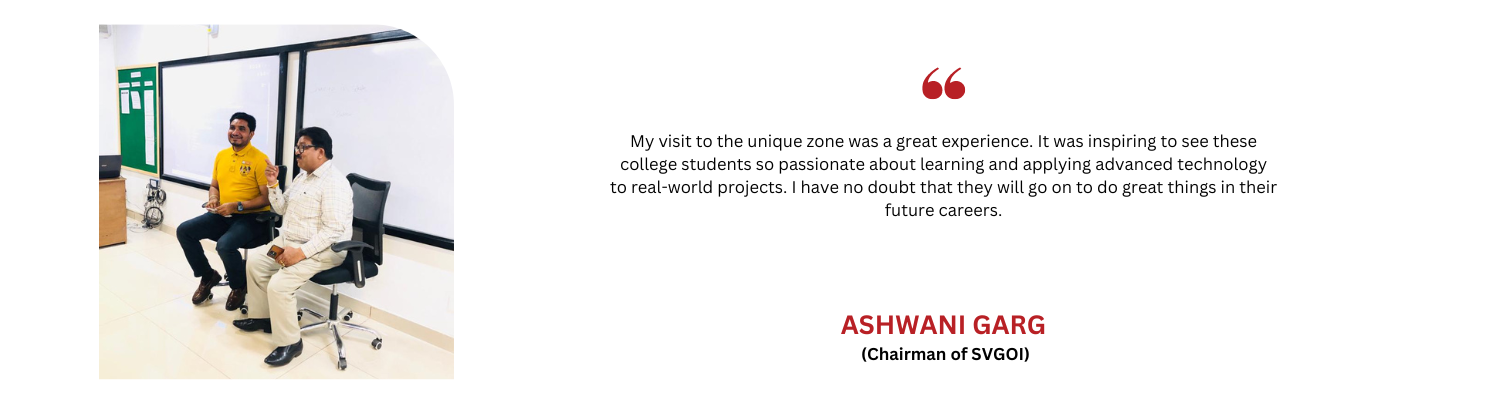 My visit to the unique zone was a great experience. It was inspiring to see these
college students so passionate about learning and applying advanced technology
to real-world projects. I have no doubt that they will go on to do great things in their
future careers.
ASHWANI GARG
(Chairman of SVGOI)